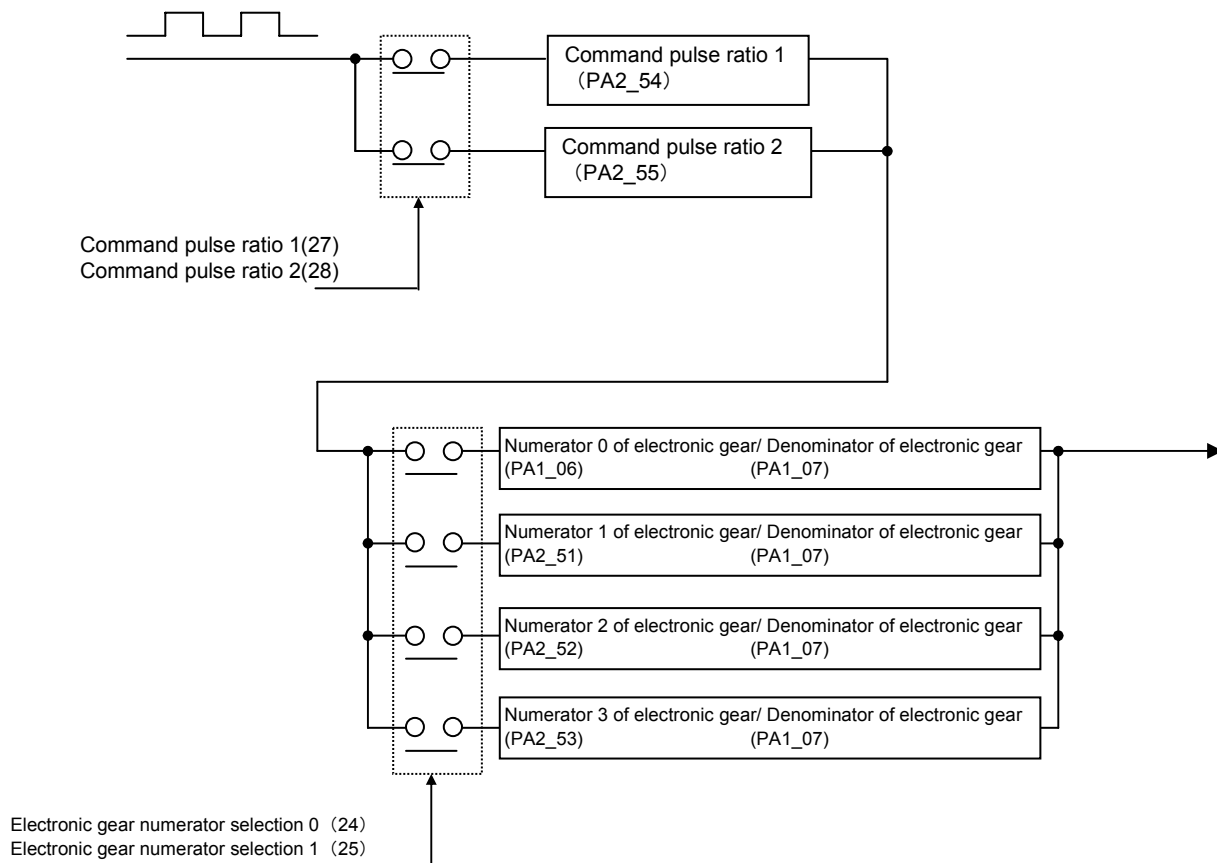 Command pulse ratio 1
（PA2_54）
Command pulse ratio 2
（PA2_55）
Command pulse ratio 1(27)
Command pulse ratio 2(28)
Numerator 0 of electronic gear/ Denominator of electronic gear
(PA1_06) (PA1_07)
Numerator 1 of electronic gear/ Denominator of electronic gear
(PA2_51) (PA1_07)
Numerator 2 of electronic gear/ Denominator of electronic gear
(PA2_52) (PA1_07)
Numerator 3 of electronic gear/ Denominator of electronic gear
(PA2_53) (PA1_07)
Electronic gear numerator selection 0（24）
Electronic gear numerator selection 1（25）